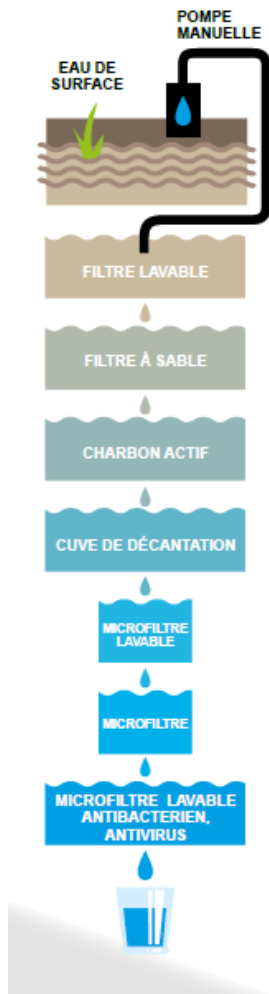 POMPE
MANUELLE
EAU DE
SURFACE
FILTRE LAVABLE
FILTRE À SABLE
CHARBON ACTIF
CUVE DE DÉCANTATION
MICROFILTRE
LAVABLE
MICROFILTRE
MICROFILTRE LAVABLE
ANTIBACTERIEN,
ANTIVIRUS